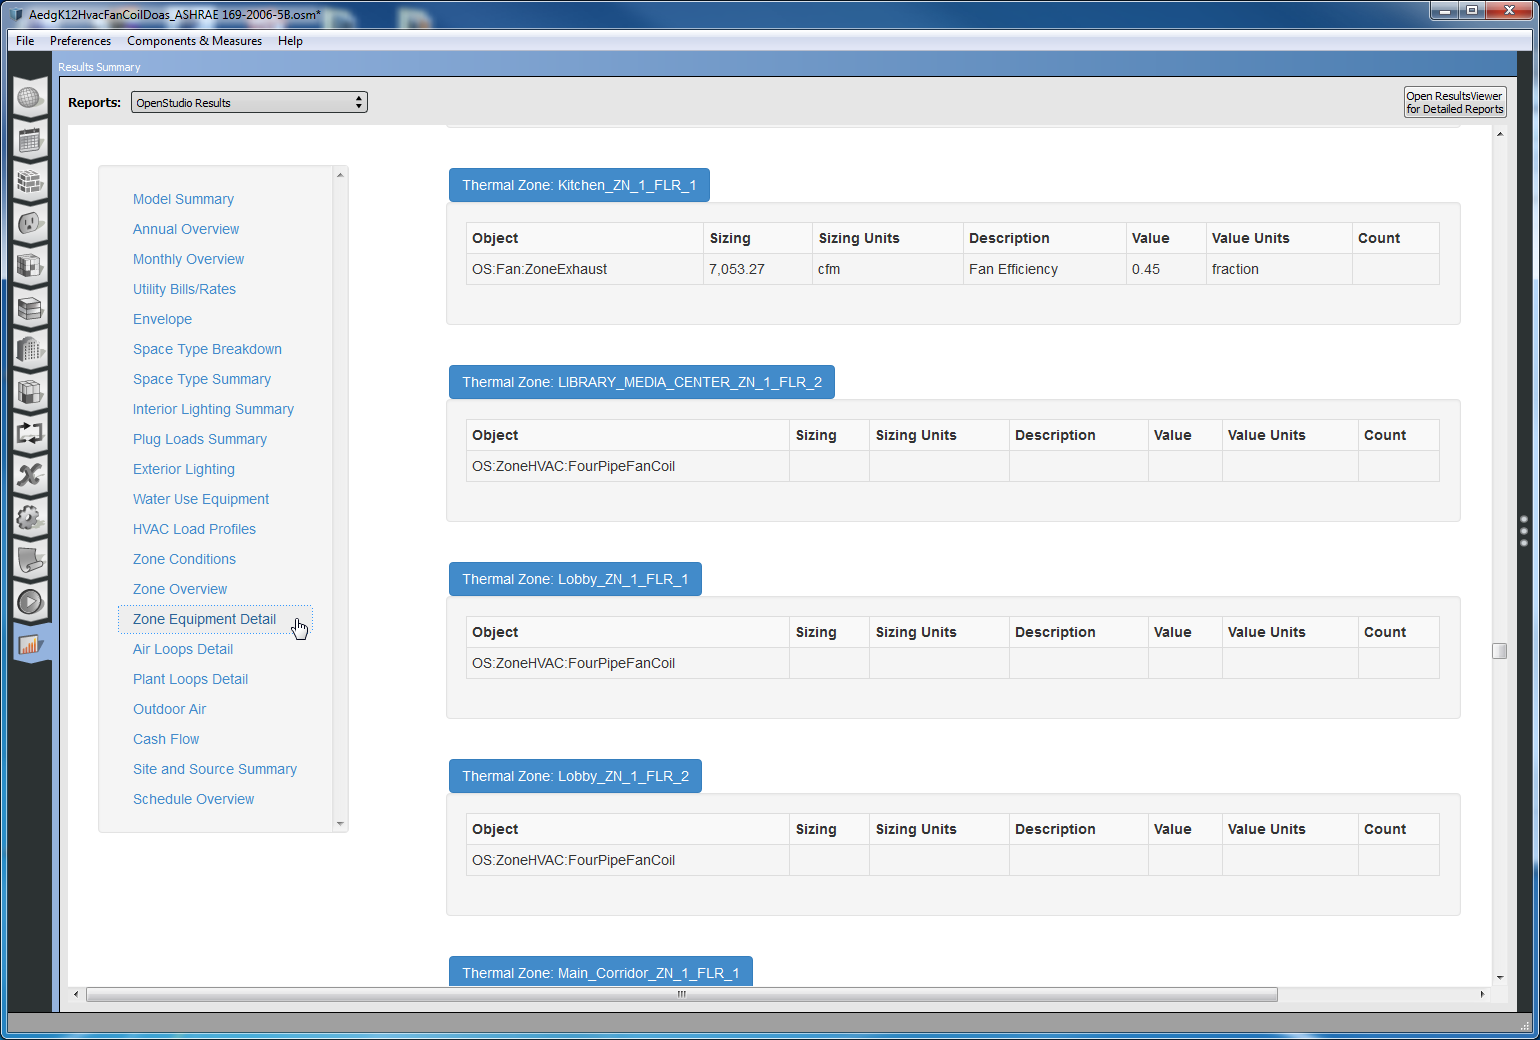 AedgK12HvacFanCoilDoas_ASHRAE 169-2006-5B.osm*
File Preferences Components & Measures Help
Results Summary
Reports: OpenStudio Results
Open ResultsViewer
for Detailed Reports
Model Summary
Annual Overview
Monthly Overview
Utility Bills/Rates
Envelope
Space Type Breakdown
Space Type Summary
Interior Lighting Summary
Plug Loads Summary
Exterior Lighting
Water Use Equipment
HVAC Load Profiles
Zone Conditions
Zone Overview
Zone Equipment Detail
Air Loops Detail
Plant Loops Detail
Outdoor Air
Cash Flow
Site and Source Summary
Schedule Overview
Thermal Zone: Kitchen_ZN_1_FLR_1
Object Sizing Sizing Units Description Value Value Units Count
OS:Fan:ZoneExhaust 7,053.27 cfm Fan Efficiency 0.45 fraction
Thermal Zone: LIBRARY_MEDIA_CENTER_ZN_1_FLR_2
Object Sizing Sizing Units Description Value Value Units Count
OS:ZoneHVAC:FourPipeFanCoil
Thermal Zone: Lobby_ZN_1_FLR_1
Object Sizing Sizing Units Description Value Value Units Count
OS:ZoneHVAC:FourPipeFanCoil
Thermal Zone: Lobby_ZN_1_FLR_2
Object Sizing Sizing Units Description Value Value Units Count
OS:ZoneHVAC:FourPipeFanCoil
Thermal Zone: Main_Corridor_ZN_1_FLR_1